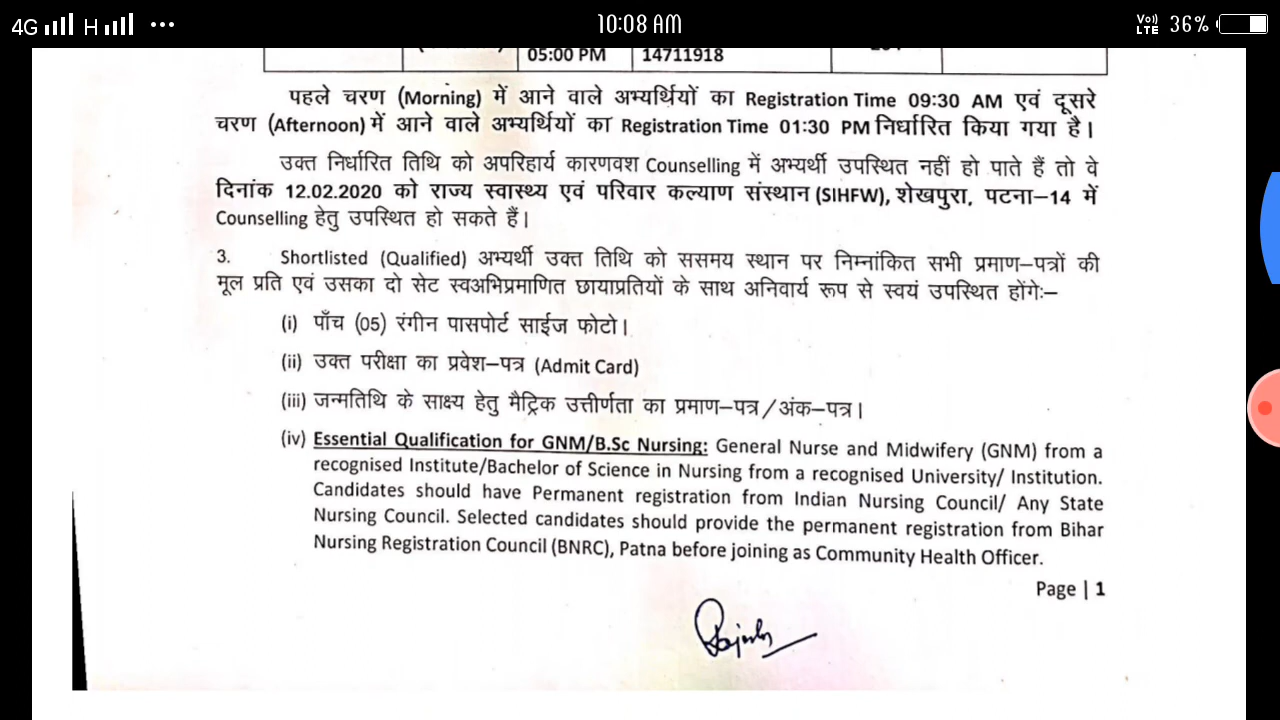 4G H ••• 10:08 AM Vo)) LTE 36%
05:00 PM 14711918
पहले चरण (Morning) में आने वाले अभ्यर्थियों का Registration Time 09:30 AM एवं दूसरे
चरण (Afternoon) में आने वाले अभ्यर्थियों का Registration Time 01:30 PM निर्धारित किया गया है।
उक्त निर्धारित तिथि को अपरिहार्य कारणवश Counselling में अभ्यर्थी उपस्थित नहीं हो पाते हैं तो वे
दिनांक 12.02.2020 को राज्य स्वास्थ्य एवं परिवार कल्याण संस्थान (SIHFW), शेखपुरा, पटना–14 में
Counselling हेतु उपस्थित हो सकते हैं।
3. Shortlisted (Qualified) अभ्यर्थी उक्त तिथि को ससमय स्थान पर निम्नांकित सभी प्रमाण–पत्रों की
मूल प्रति एवं उसका दो सेट स्वअभिप्रमाणित छायाप्रतियों के साथ अनिवार्य रूप से स्वयं उपस्थित होंगेः–
(i) पाँच (05) रंगीन पासपोर्ट साईज फोटो।
(ii) उक्त परीक्षा का प्रवेश–पत्र (Admit Card)
(iii) जन्मतिथि के साक्ष्य हेतु मैट्रिक उत्तीर्णता का प्रमाण–पत्र/अंक–पत्र।
(iv) Essential Qualification for GNM/B.Sc Nursing: General Nurse and Midwifery (GNM) from a
recognised Institute/Bachelor of Science in Nursing from a recognised University/ Institution.
Candidates should have Permanent registration from Indian Nursing Council/ Any State
Nursing Council. Selected candidates should provide the permanent registration from Bihar
Nursing Registration Council (BNRC), Patna before joining as Community Health Officer.
Page | 1